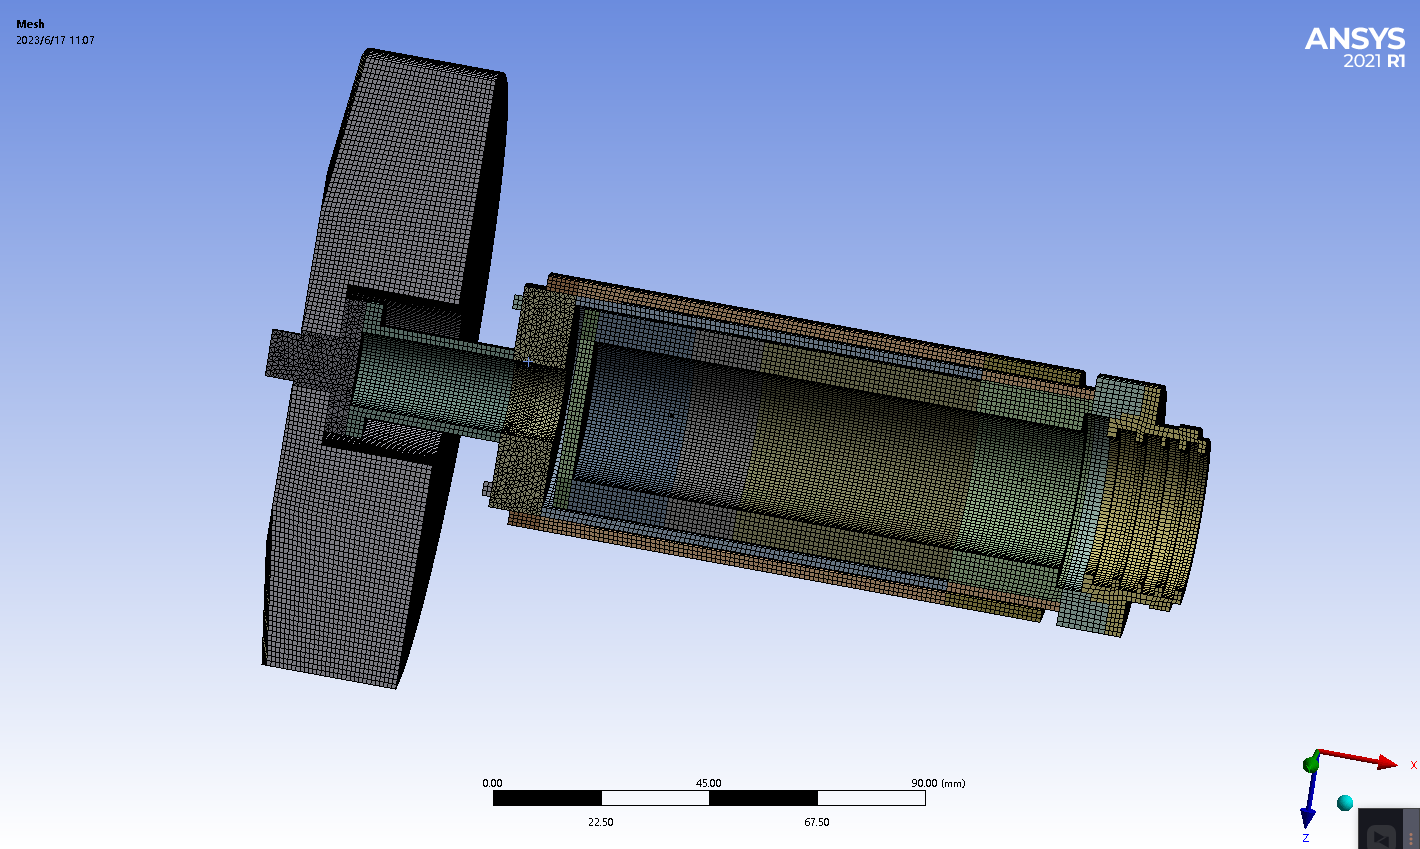 Mesh
2023/6/17 11:07
ANSYS
2021 R1
0.00 45.00 90.00 (mm)
22.50 67.50
X
Z